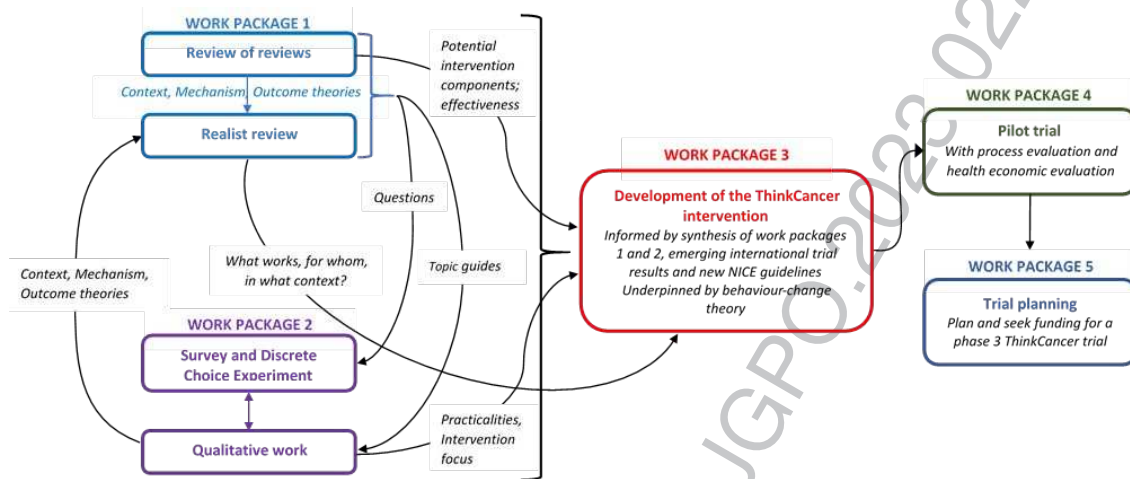 WORK PACKAGE 1
Review of reviews
Context, Mechanism, Outcome theories
Realist review
Potential
intervention
components;
effectiveness
Questions
What works, for whom,
in what context?
Topic guides
Context, Mechanism,
Outcome theories
WORK PACKAGE 2
Survey and Discrete
Choice Experiment
Qualitative work
Practicalities,
Intervention
focus
WORK PACKAGE 3
Development of the ThinkCancer
intervention
Informed by synthesis of work packages
1 and 2, emerging international trial
results and new NICE guidelines
Underpinned by behaviour-change
theory
WORK PACKAGE 4
Pilot trial
With process evaluation and
health economic evaluation
WORK PACKAGE 5
Trial planning
Plan and seek funding for a
phase 3 ThinkCancer trial